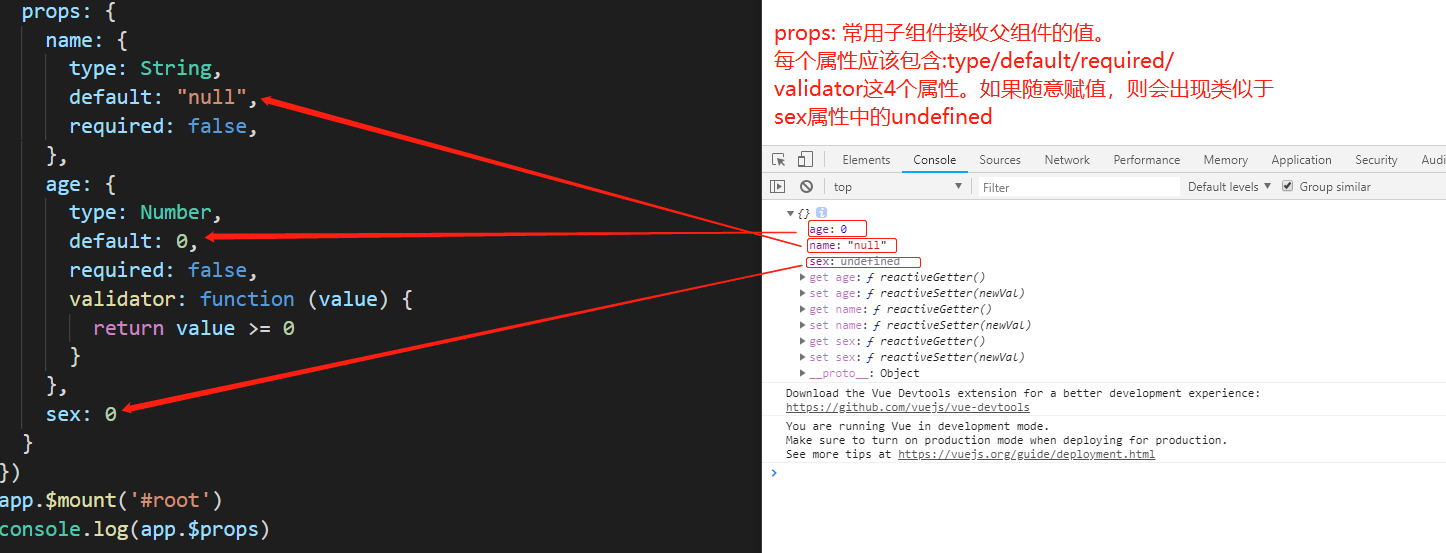 props: {
name: {
type: String,
default: "null",
required: false,
},
age: {
type: Number,
default: 0,
required: false,
validator: function (value) {
return value >= 0
}
},
sex: 0
}
})
app.$mount('#root')
console.log(app.$props)
props: 常用子组件接收父组件的值。
每个属性应该包含:type/default/required/
validator这4个属性。如果随意赋值，则会出现类似于
sex属性中的undefined
Elements Console Sources Network Performance Memory Application Security Audi
top Filter Default levels Group similar
{}
age: 0
name: "null"
sex: undefined
get age: ƒ reactiveGetter()
set age: ƒ reactiveSetter(newVal)
get name: ƒ reactiveGetter()
set name: ƒ reactiveSetter(newVal)
get sex: ƒ reactiveGetter()
set sex: ƒ reactiveSetter(newVal)
__proto__: Object
Download the Vue Devtools extension for a better development experience:
https://github.com/vuejs/vue-devtools
You are running Vue in development mode.
Make sure to turn on production mode when deploying for production.
See more tips at https://vuejs.org/guide/deployment.html